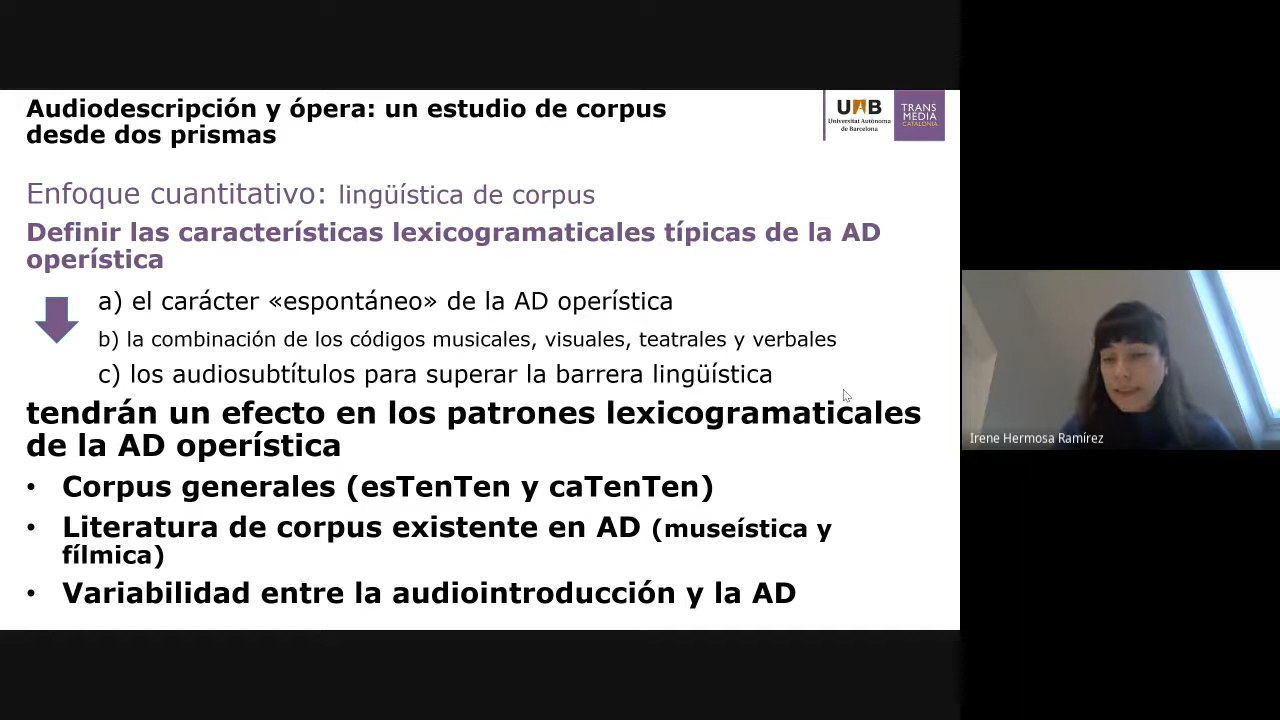 Audiodescripción y ópera: un estudio de corpus
desde dos prismas
UAB
Universitat Autònoma
de Barcelona
TRANS
MEDIA
CATALONIA
Enfoque cuantitativo: lingüística de corpus
Definir las características lexicogramaticales típicas de la AD
operística
a) el carácter «espontáneo» de la AD operística
b) la combinación de los códigos musicales, visuales, teatrales y verbales
c) los audiosubtítulos para superar la barrera lingüística
tendrán un efecto en los patrones lexicogramaticales
de la AD operística
• Corpus generales (esTenTen y caTenTen)
• Literatura de corpus existente en AD (museística y
fílmica)
• Variabilidad entre la audiointroducción y la AD
Irene Hermosa Ramírez